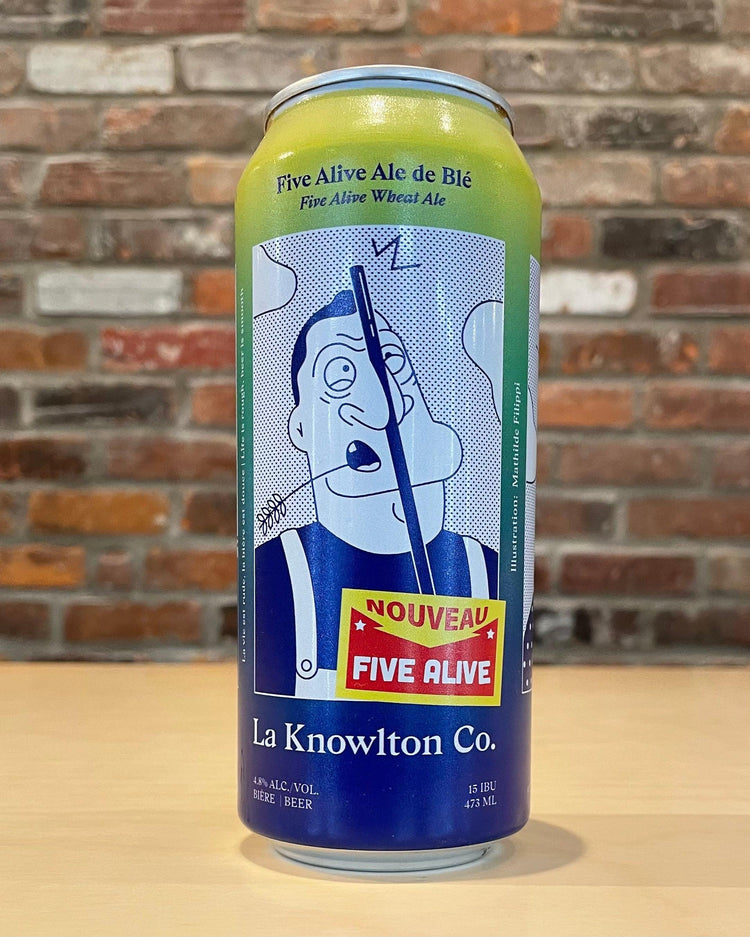 Five Alive Ale de Blé
Five Alive Wheat Ale
La vie est rude, la bière est douce | Life is rough, beer is smooth
Illustration: Mathilde Filippi
NOUVEAU
FIVE ALIVE
La Knowlton Co.
4.8% ALC./VOL.
BIÈRE | BEER
15 IBU
473 ML